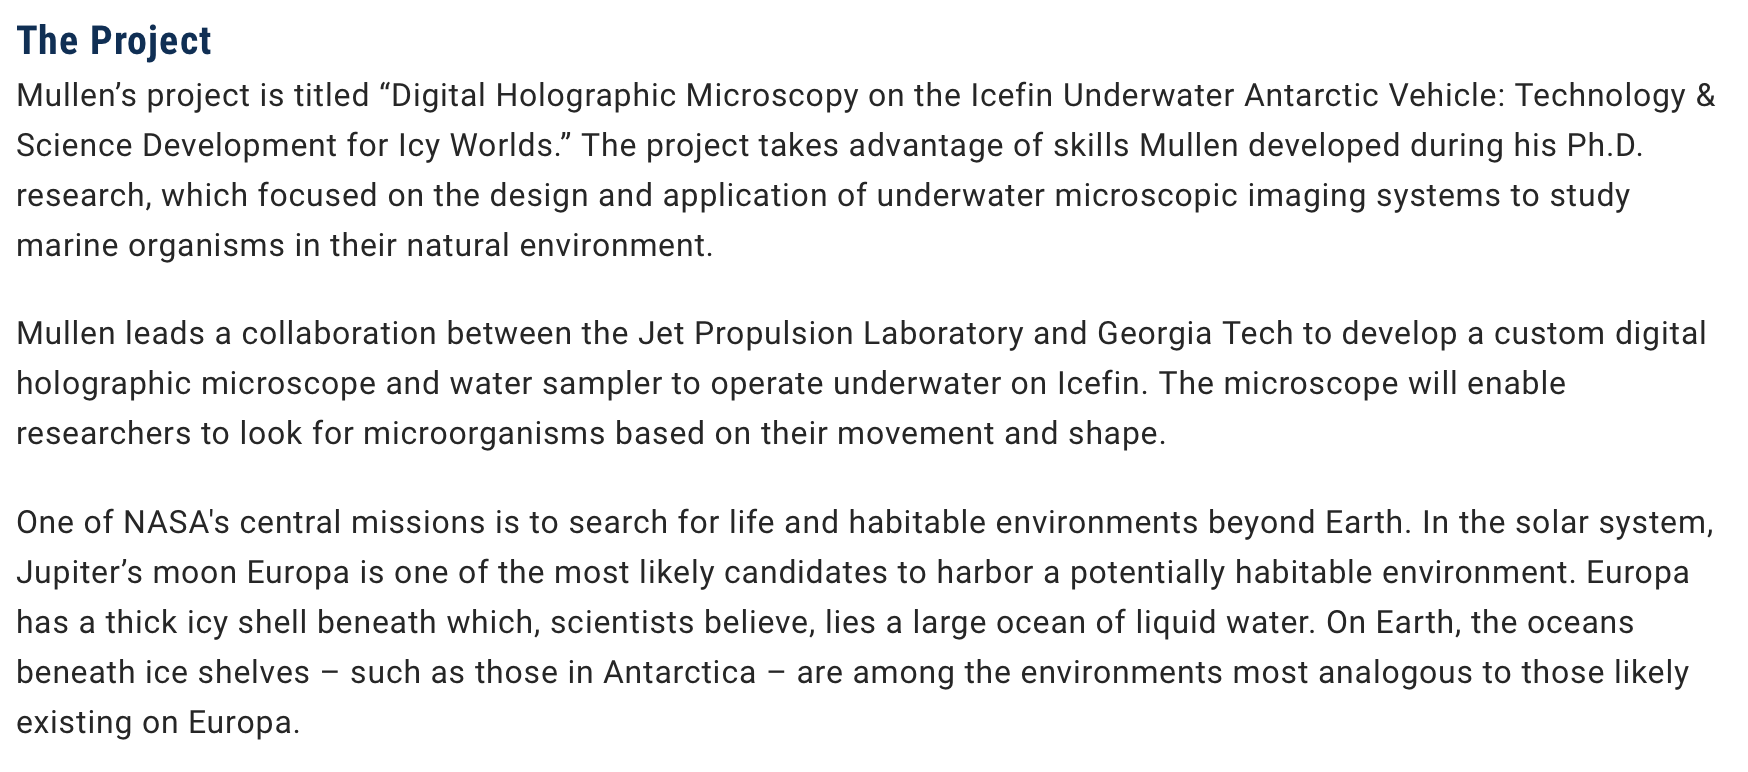 The Project
Mullen’s project is titled “Digital Holographic Microscopy on the Icefin Underwater Antarctic Vehicle: Technology &
Science Development for Icy Worlds.” The project takes advantage of skills Mullen developed during his Ph.D.
research, which focused on the design and application of underwater microscopic imaging systems to study
marine organisms in their natural environment.
Mullen leads a collaboration between the Jet Propulsion Laboratory and Georgia Tech to develop a custom digital
holographic microscope and water sampler to operate underwater on Icefin. The microscope will enable
researchers to look for microorganisms based on their movement and shape.
One of NASA's central missions is to search for life and habitable environments beyond Earth. In the solar system,
Jupiter’s moon Europa is one of the most likely candidates to harbor a potentially habitable environment. Europa
has a thick icy shell beneath which, scientists believe, lies a large ocean of liquid water. On Earth, the oceans
beneath ice shelves – such as those in Antarctica – are among the environments most analogous to those likely
existing on Europa.